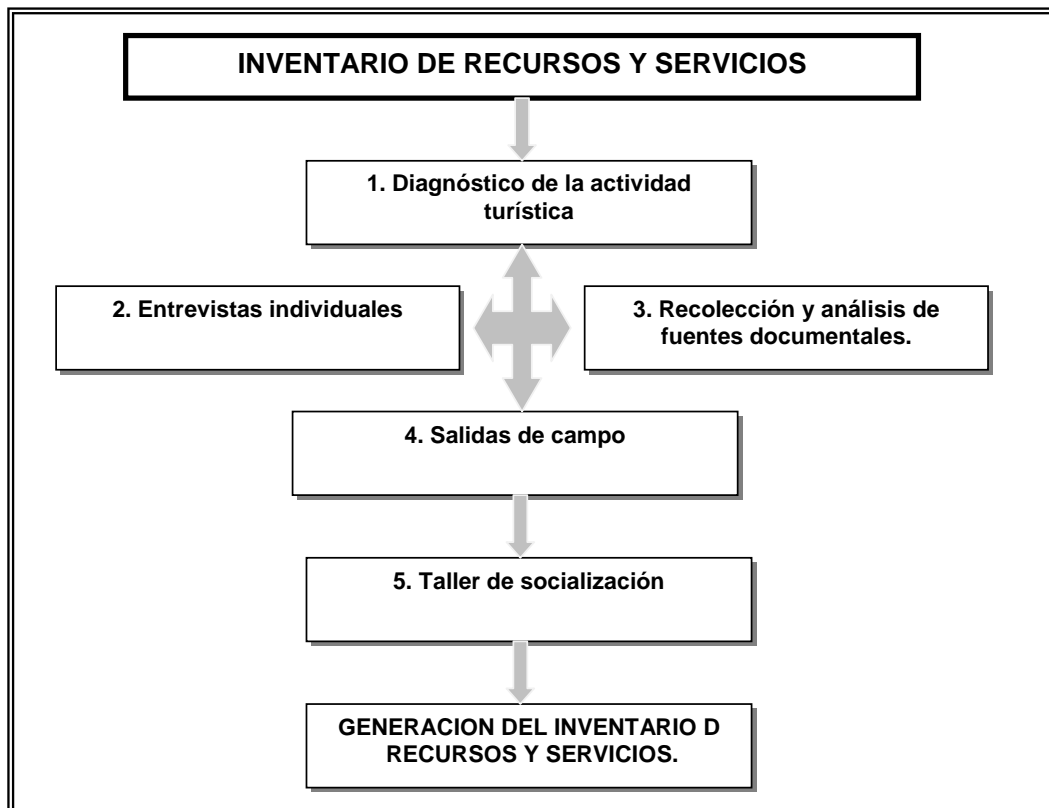 INVENTARIO DE RECURSOS Y SERVICIOS
1. Diagnóstico de la actividad
turística
2. Entrevistas individuales
3. Recolección y análisis de
fuentes documentales.
4. Salidas de campo
5. Taller de socialización
GENERACION DEL INVENTARIO D
RECURSOS Y SERVICIOS.